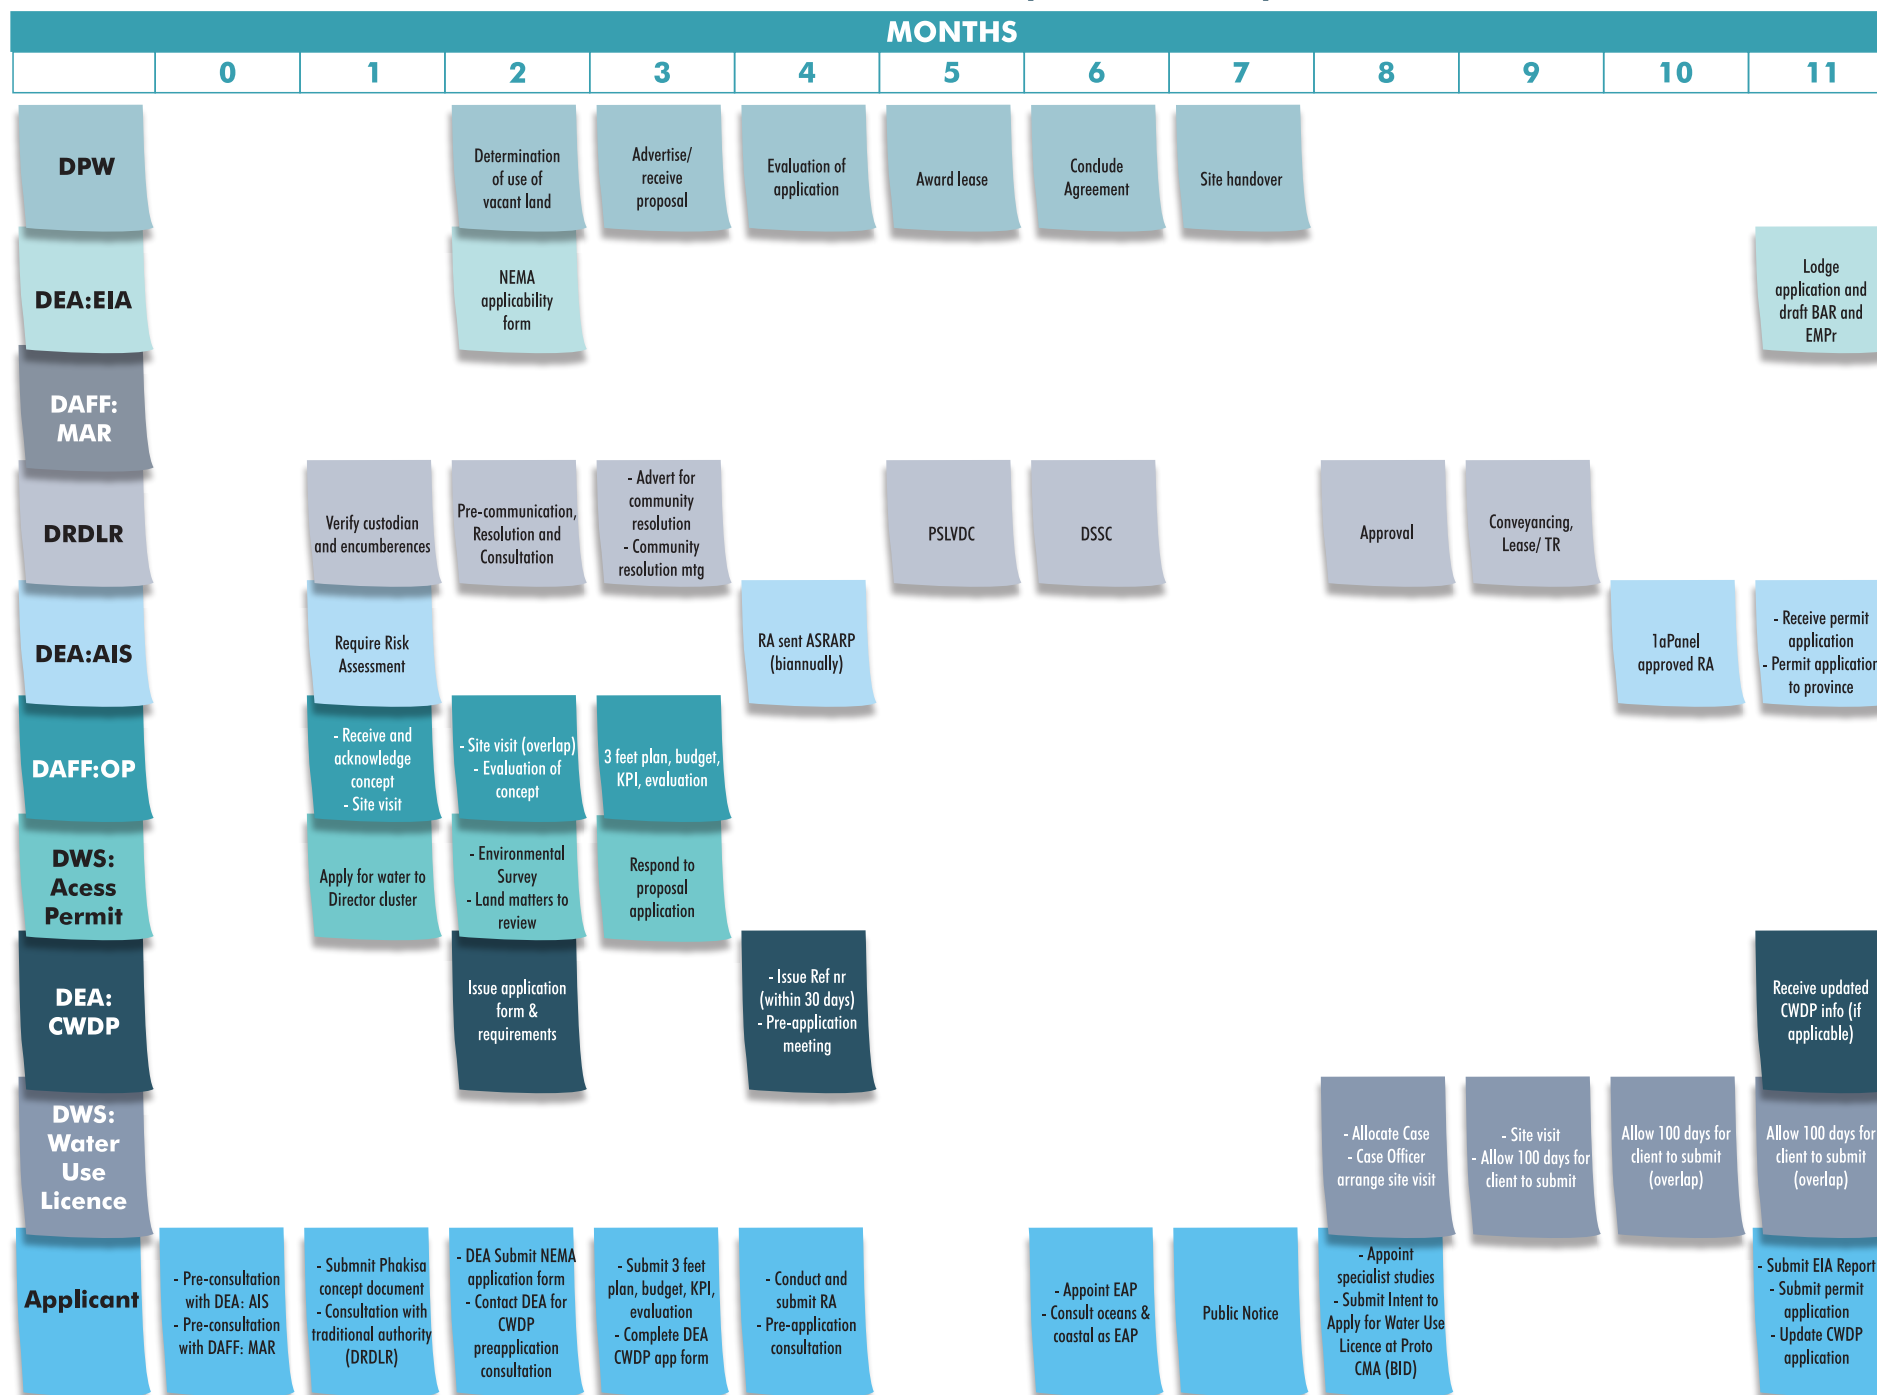 MONTHS
0 1 2 3 4 5 6 7 8 9 10 11
DPW
Determination
of use of
vacant land
Advertise/
receive
proposal
Evaluation of
application
Award lease
Conclude
Agreement
Site handover
DEA:EIA
NEMA
applicability
form
Lodge
application and
draft BAR and
EMPr
DAFF:
MAR
DRDLR
Verify custodian
and encumberences
Pre-communication,
Resolution and
Consultation
- Advert for
community
resolution
- Community
resolution mtg
PSLVDC
DSSC
Approval
Conveyancing,
Lease/ TR
DEA:AIS
Require Risk
Assessment
RA sent ASRARP
(biannually)
1aPanel
approved RA
- Receive permit
application
- Permit application
to province
DAFF:OP
- Receive and
acknowledge
concept
- Site visit
- Site visit (overlap)
- Evaluation of
concept
3 feet plan, budget,
KPI, evaluation
DWS:
Acess
Permit
Apply for water to
Director cluster
- Environmental
Survey
- Land matters to
review
Respond to
proposal
application
DEA:
CWDP
Issue application
form &
requirements
- Issue Ref nr
(within 30 days)
- Pre-application
meeting
Receive updated
CWDP info (if
applicable)
DWS:
Water
Use
Licence
- Allocate Case
- Case Officer
arrange site visit
- Site visit
- Allow 100 days for
client to submit
Allow 100 days for
client to submit
(overlap)
Allow 100 days for
client to submit
(overlap)
Applicant
- Pre-consultation
with DEA: AIS
- Pre-consultation
with DAFF: MAR
- Submnit Phakisa
concept document
- Consultation with
traditional authority
(DRDLR)
- DEA Submit NEMA
application form
- Contact DEA for
CWDP
preapplication
consultation
- Submit 3 feet
plan, budget, KPI,
evaluation
- Complete DEA
CWDP app form
- Conduct and
submit RA
- Pre-application
consultation
- Appoint EAP
- Consult oceans &
coastal as EAP
Public Notice
- Appoint
specialist studies
- Submit Intent to
Apply for Water Use
Licence at Proto
CMA (BID)
- Submit EIA Report
- Submit permit
application
- Update CWDP
application